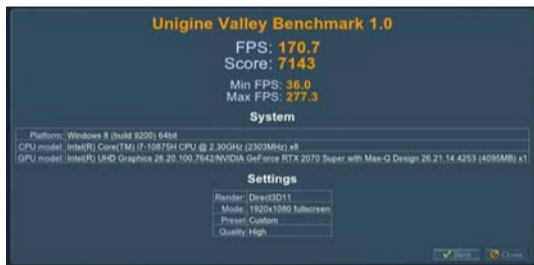 Unigine Valley Benchmark 1.0
FPS: 170.7
Score: 7143
Min FPS: 36.0
Max FPS: 277.3
System
Platform: Windows 8 (build 9200) 64bit
CPU model: Intel(R) Core(TM) i7-10875H CPU @ 2.30GHz (2303MHz) x8
GPU model: Intel(R) UHD Graphics 26.20.100.7642/NVIDIA GeForce RTX 2070 Super with Max-Q Design 26.21.14.4253 (4095MB) x1
Settings
Render: Direct3D11
Mode: 1920x1080 fullscreen
Preset Custom
Quality High
Save Close